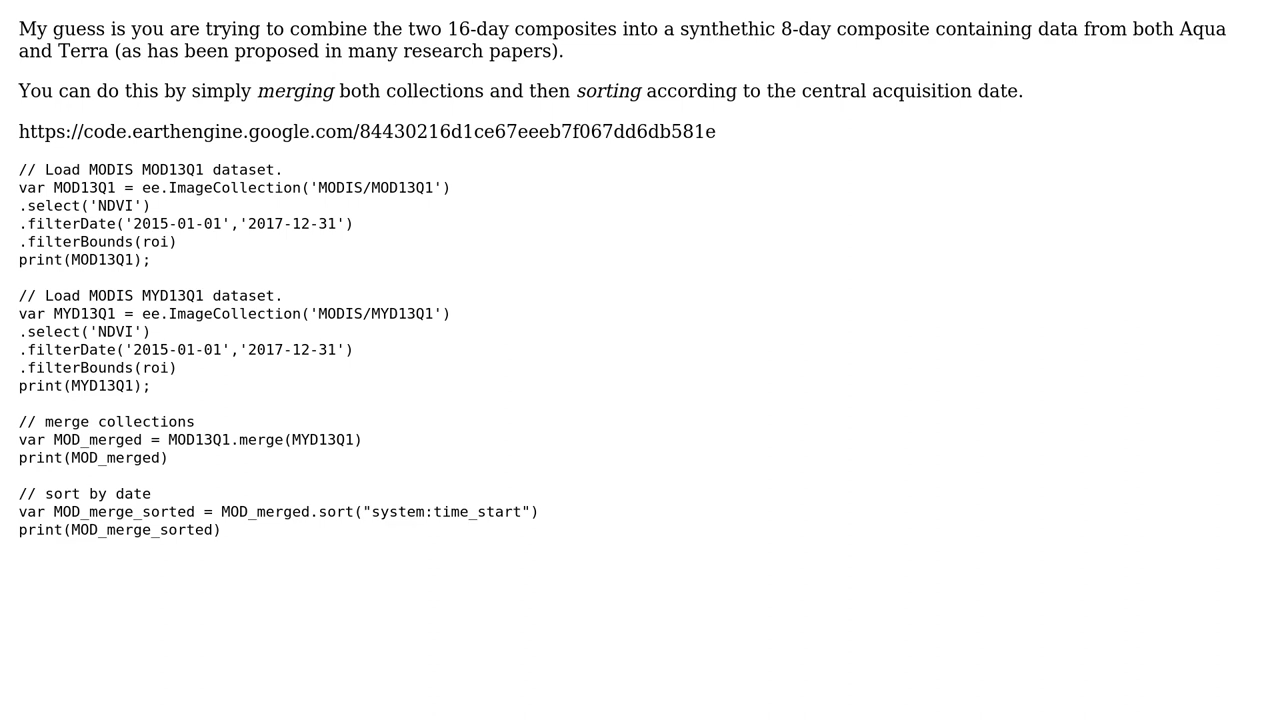 My guess is you are trying to combine the two 16-day composites into a synthethic 8-day composite containing data from both Aqua
and Terra (as has been proposed in many research papers).
You can do this by simply merging both collections and then sorting according to the central acquisition date.
https://code.earthengine.google.com/84430216d1ce67eeeb7f067dd6db581e
// Load MODIS MOD13Q1 dataset.
var MOD13Q1 = ee.ImageCollection('MODIS/MOD13Q1')
.select('NDVI')
.filterDate('2015-01-01','2017-12-31')
.filterBounds(roi)
print(MOD13Q1);
// Load MODIS MYD13Q1 dataset.
var MYD13Q1 = ee.ImageCollection('MODIS/MYD13Q1')
.select('NDVI')
.filterDate('2015-01-01','2017-12-31')
.filterBounds(roi)
print(MYD13Q1);
// merge collections
var MOD_merged = MOD13Q1.merge(MYD13Q1)
print(MOD_merged)
// sort by date
var MOD_merge_sorted = MOD_merged.sort("system:time_start")
print(MOD_merge_sorted)